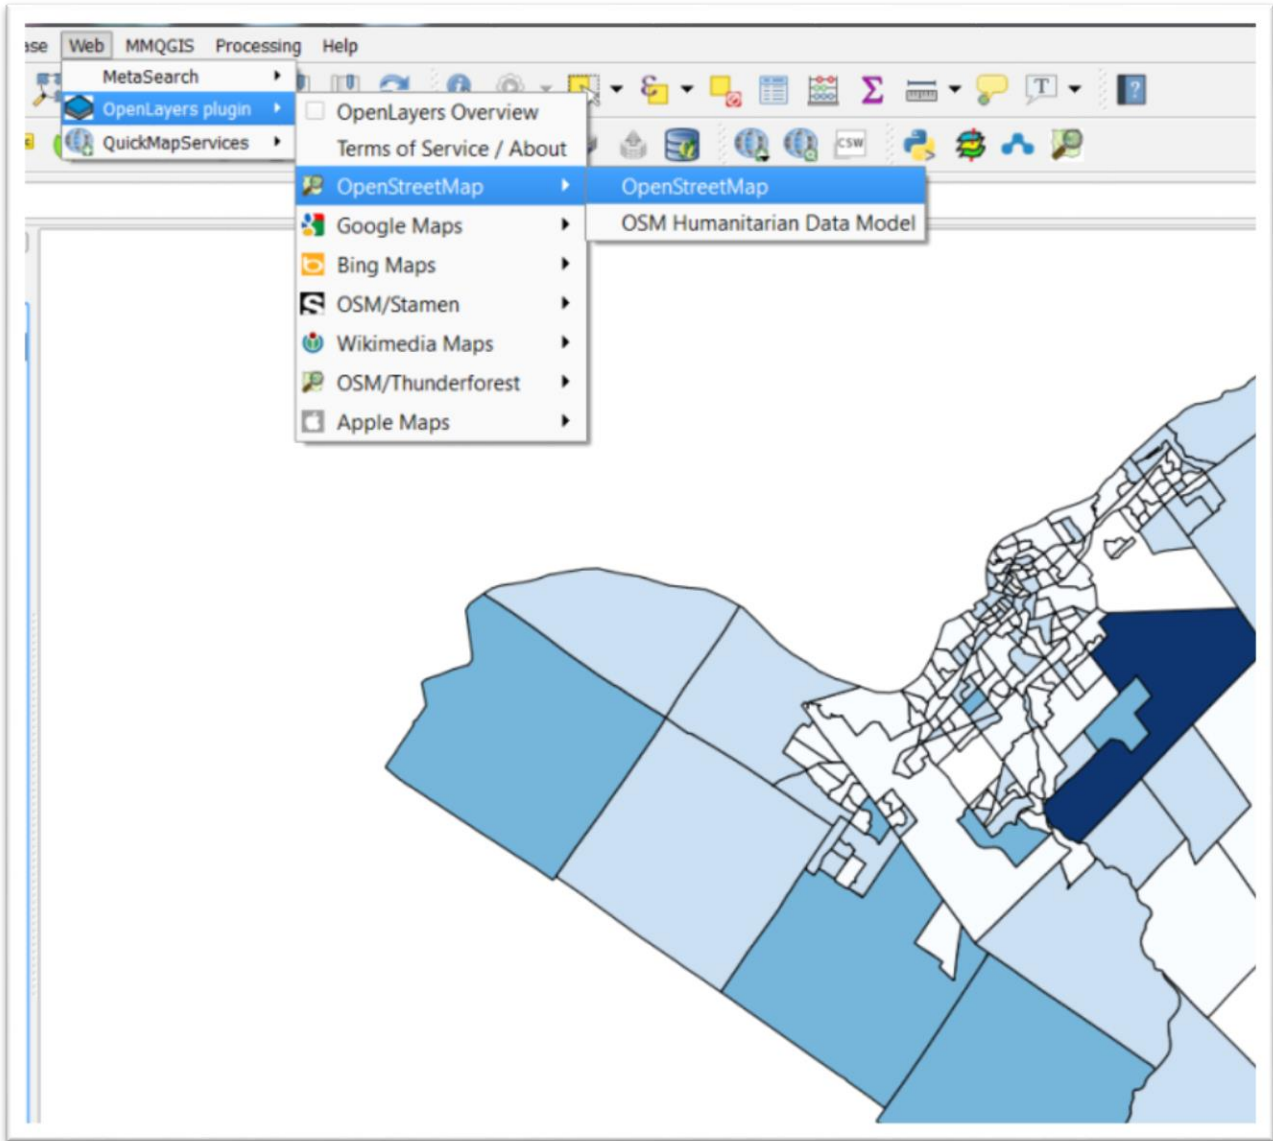 ase Web MMQGIS Processing Help
MetaSearch
OpenLayers plugin
QuickMapServices
OpenLayers Overview
Terms of Service / About
OpenStreetMap
Google Maps
Bing Maps
OSM/Stamen
Wikimedia Maps
OSM/Thunderforest
Apple Maps
OpenStreetMap
OSM Humanitarian Data Model
Σ
T
?
CSW